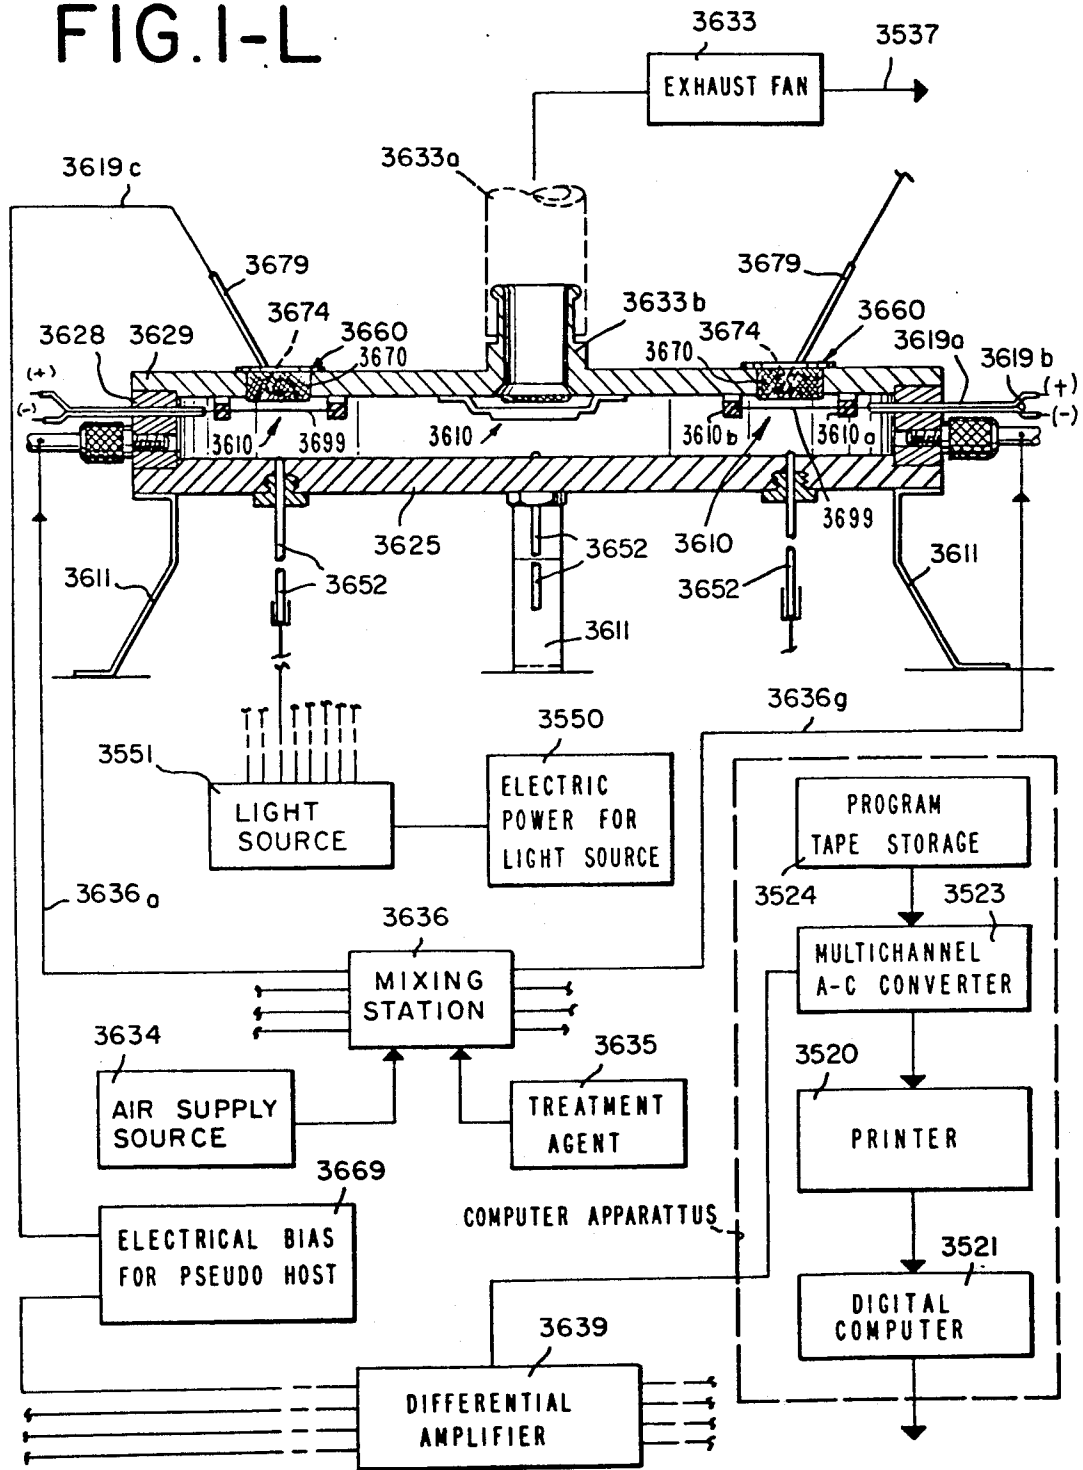 FIG. I-L
3633
3537
EXHAUST FAN
3633a
3619c
3679
3679
3674
3660
3670
3628
3629
3633b
3674
3660
3670
3619a
3619b
(+)
(-)
(+)
(-)
3610
3699
3610
3610b
3610a
3699
3625
3652
3610
3611
3652
3652
3611
3611
3636g
3551
LIGHT
SOURCE
3550
ELECTRIC
POWER FOR
LIGHT SOURCE
PROGRAM
TAPE STORAGE
3524
3523
3636a
3636
MIXING
STATION
MULTICHANNEL
A-C CONVERTER
3634
AIR SUPPLY
SOURCE
3635
TREATMENT
AGENT
3520
PRINTER
3669
ELECTRICAL BIAS
FOR PSEUDO HOST
COMPUTER APPARATTUS
3521
DIGITAL
COMPUTER
3639
DIFFERENTIAL
AMPLIFIER